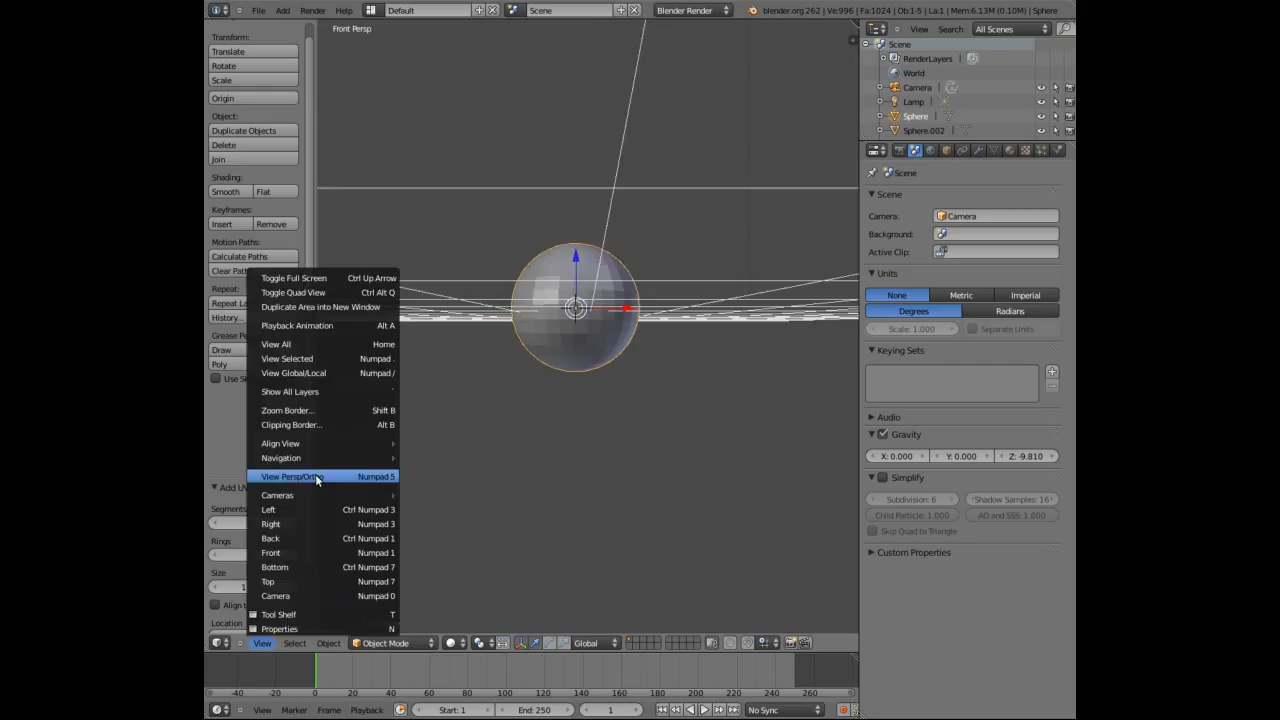 File Add Render Help Default Scene Blender Render blender.org 262 | Ve:996 | Fa:1024 | Ob:1-5 | La:1 | Mem:6.13M (0.10M) | Sphere
Transform:
Translate
Rotate
Scale
Origin
Object:
Duplicate Objects
Delete
Join
Shading:
Smooth Flat
Keyframes:
Insert Remove
Motion Paths:
Calculate Paths
Clear Path
Repeat:
Repeat La
History...
Grease Pe
Draw
Poly
Use Sk
Add UV
Segments
Rings
Size
1.
Align t
Location
Front Persp
Toggle Full Screen Ctrl Up Arrow
Toggle Quad View Ctrl Alt Q
Duplicate Area into New Window
Playback Animation Alt A
View All Home
View Selected Numpad .
View Global/Local Numpad /
Show All Layers `
Zoom Border... Shift B
Clipping Border... Alt B
Align View
Navigation
View Persp/Ortho Numpad 5
Cameras
Left Ctrl Numpad 3
Right Numpad 3
Back Ctrl Numpad 1
Front Numpad 1
Bottom Ctrl Numpad 7
Top Numpad 7
Camera Numpad 0
Tool Shelf T
Properties N
View Select Object Object Mode Global
-40 -20 0 20 40 60 80 100 120 140 160 180 200 220 240 260
View Marker Frame Playback Start: 1 End: 250 1 No Sync
View Search All Scenes
Scene
RenderLayers
World
Camera
Lamp
Sphere
Sphere.002
Scene
Scene
Camera: Camera
Background:
Active Clip:
Units
None Metric Imperial
Degrees Radians
Scale: 1.000 Separate Units
Keying Sets
Audio
Gravity
X: 0.000 Y: 0.000 Z: -9.810
Simplify
Subdivision: 6 Shadow Samples: 16
Child Particle: 1.000 AO and SSS: 1.000
Skip Quad to Triangle
Custom Properties